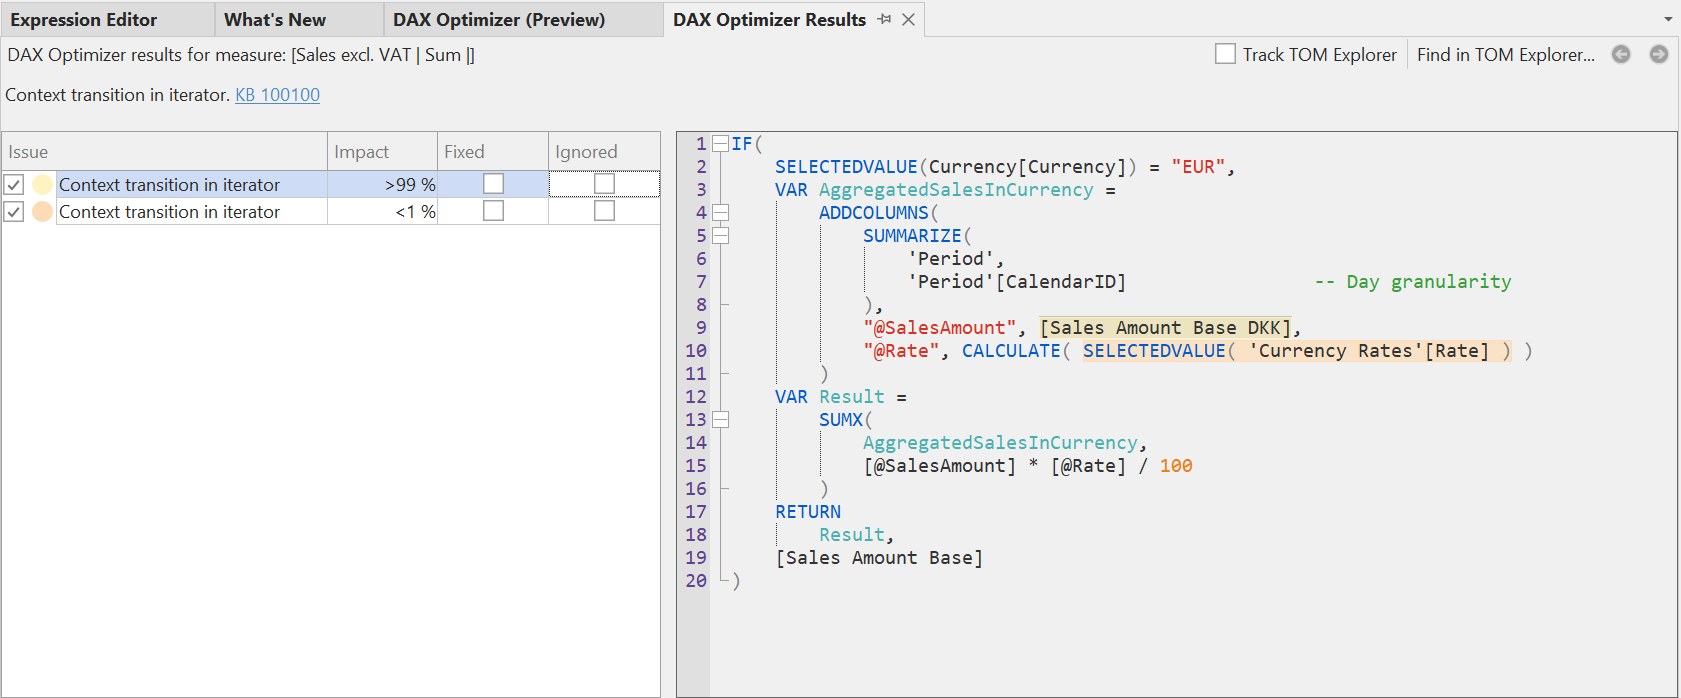 Expression Editor What's New DAX Optimizer (Preview) DAX Optimizer Results
DAX Optimizer results for measure: [Sales excl. VAT | Sum |] Track TOM Explorer Find in TOM Explorer...
Context transition in iterator. KB 100100
Issue Impact Fixed Ignored
Context transition in iterator >99 %
Context transition in iterator <1 %
1 IF(
2 SELECTEDVALUE(Currency[Currency]) = "EUR",
3 VAR AggregatedSalesInCurrency =
4 ADDCOLUMNS(
5 SUMMARIZE(
6 'Period',
7 'Period'[CalendarID] -- Day granularity
8 ),
9 "@SalesAmount", [Sales Amount Base DKK],
10 "@Rate", CALCULATE( SELECTEDVALUE( 'Currency Rates'[Rate] ) )
11 )
12 VAR Result =
13 SUMX(
14 AggregatedSalesInCurrency,
15 [@SalesAmount] * [@Rate] / 100
16 )
17 RETURN
18 Result,
19 [Sales Amount Base]
20 )